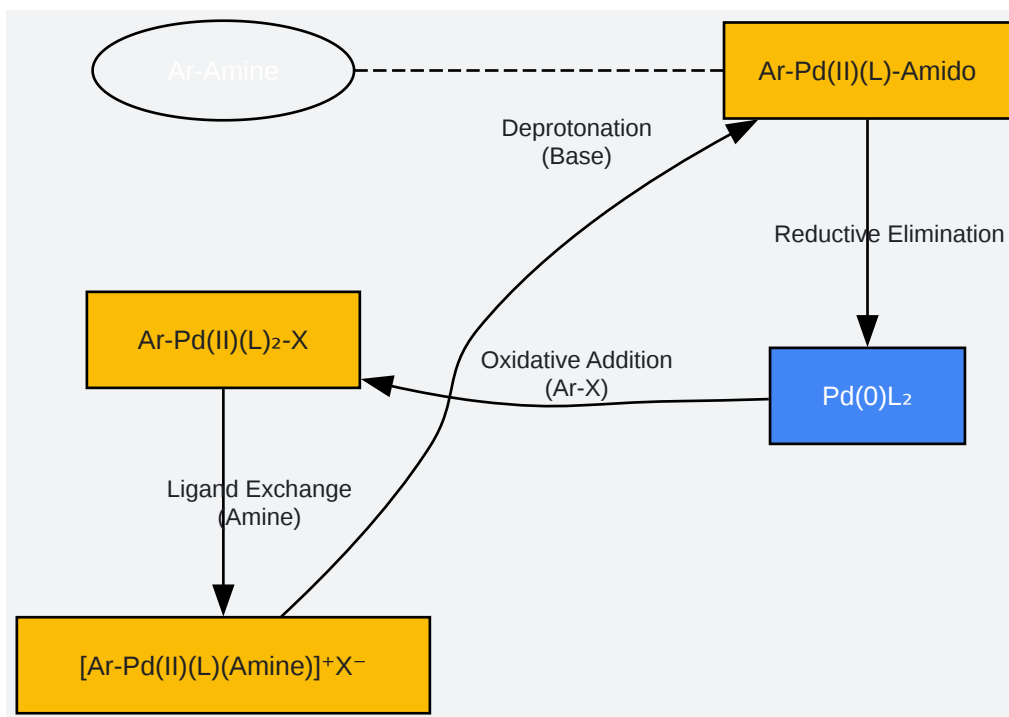 Ar-Amine
Ar-Pd(II)(L)-Amido
Deprotonation
(Base)
Reductive Elimination
Ar-Pd(II)(L)₂-X
Oxidative Addition
(Ar-X)
Pd(0)L₂
Ligand Exchange
(Amine)
[Ar-Pd(II)(L)(Amine)]⁺X⁻